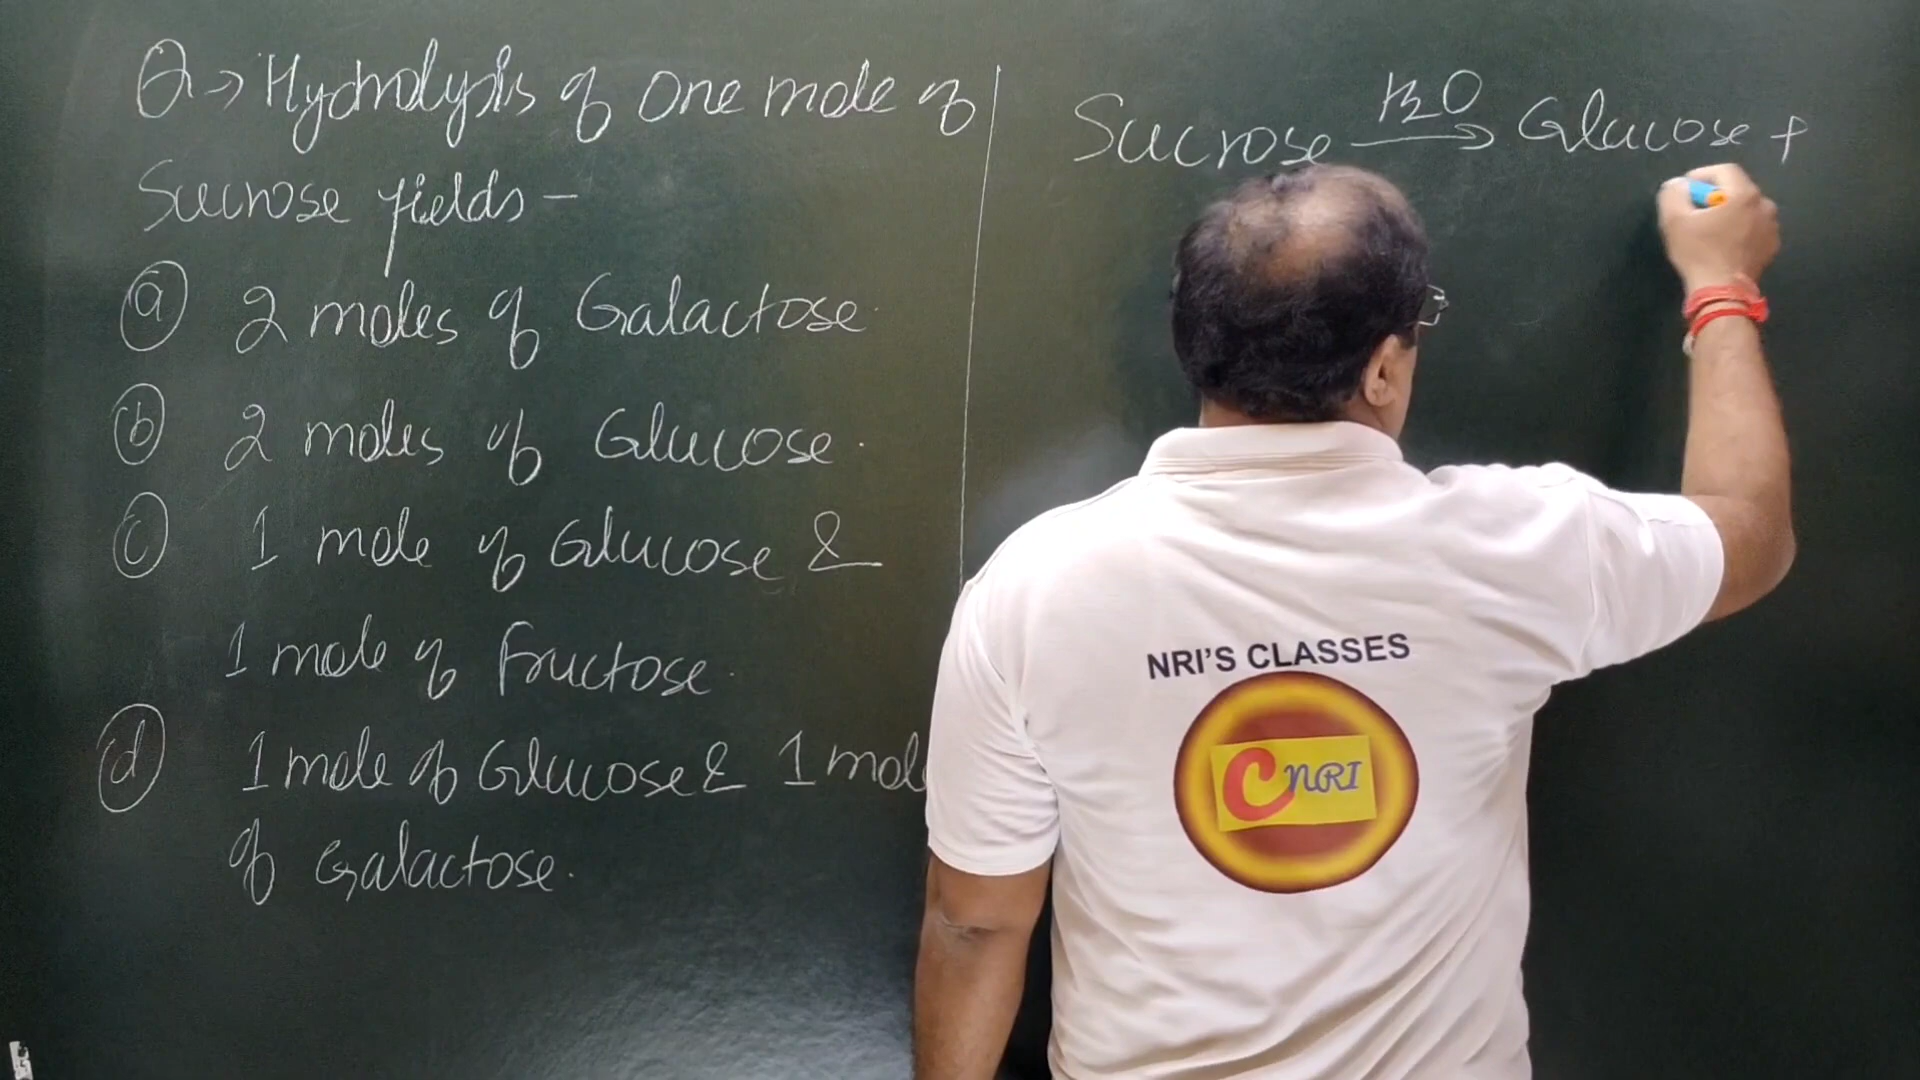 Q → Hydrolysis of One mole of
Sucrose yields –
(a) 2 moles of Galactose.
(b) 2 moles of Glucose.
(c) 1 mole of Glucose &
1 mole of Fructose.
(d) 1 mole of Glucose & 1 mole
of Galactose.
Sucrose —H2O→ Glucose +
NRI'S CLASSES
C NRI